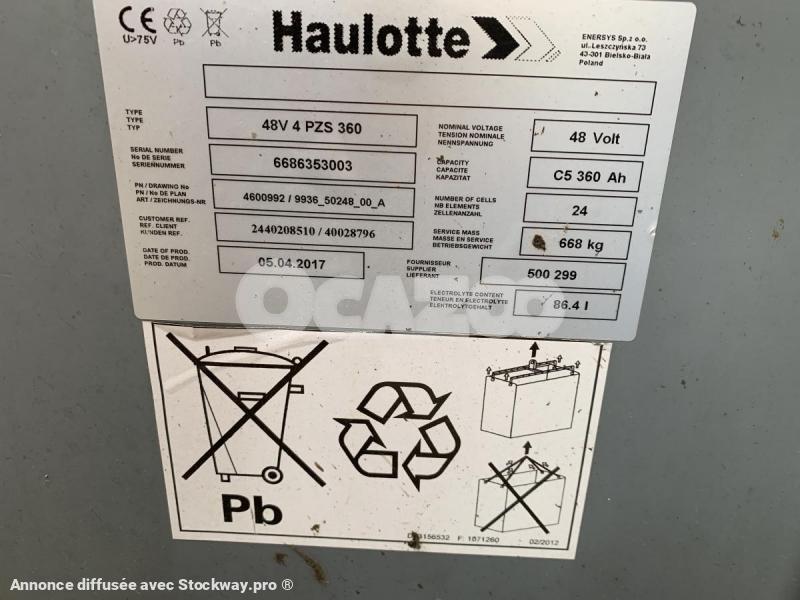 CE
U>75V
Pb
Pb
Haulotte
ENERSYS Sp.z o.o.
ul. Leszczyńska 73
43-301 Bielsko-Biala
Poland
TYPE
TYPE
TYP
48V 4 PZS 360
SERIAL NUMBER
No DE SERIE
SERIENNUMMER
6686353003
PN / DRAWING No
PN / No DE PLAN
ART / ZEICHNUNGS-NR
4600992 / 9936_50248_00_A
CUSTOMER REF.
REF. CLIENT
KUNDEN REF.
2440208510 / 40028796
DATE OF PROD.
DATE DE PROD.
PROD. DATUM
05.04.2017
NOMINAL VOLTAGE
TENSION NOMINALE
NENNSPANNUNG
48 Volt
CAPACITY
CAPACITE
KAPAZITAT
C5 360 Ah
NUMBER OF CELLS
NB ELEMENTS
ZELLENANZAHL
24
SERVICE MASS
MASSE EN SERVICE
BETRIEBSGEWICHT
668 kg
FOURNISSEUR
SUPPLIER
LIEFERANT
500 299
ELECTROLYTE CONTENT
TENEUR EN ELECTROLYTE
ELEKTROLYTGEHALT
86.4 l
OCAZOO
Pb
F: 1071260
02/2012
Annonce diffusée avec Stockway.pro ®